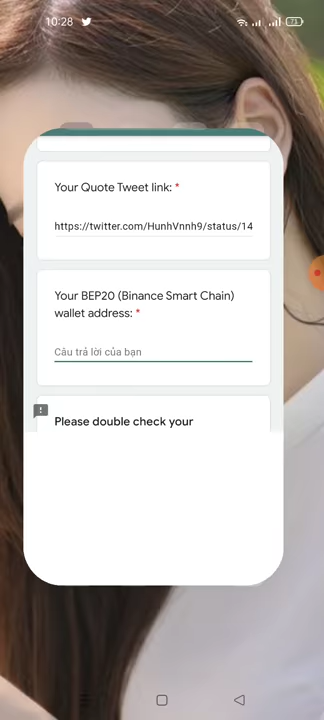 10:28
73
Your Quote Tweet link: *
https://twitter.com/HunhVnnh9/status/14
Your BEP20 (Binance Smart Chain)
wallet address: *
Câu trả lời của bạn
Please double check your